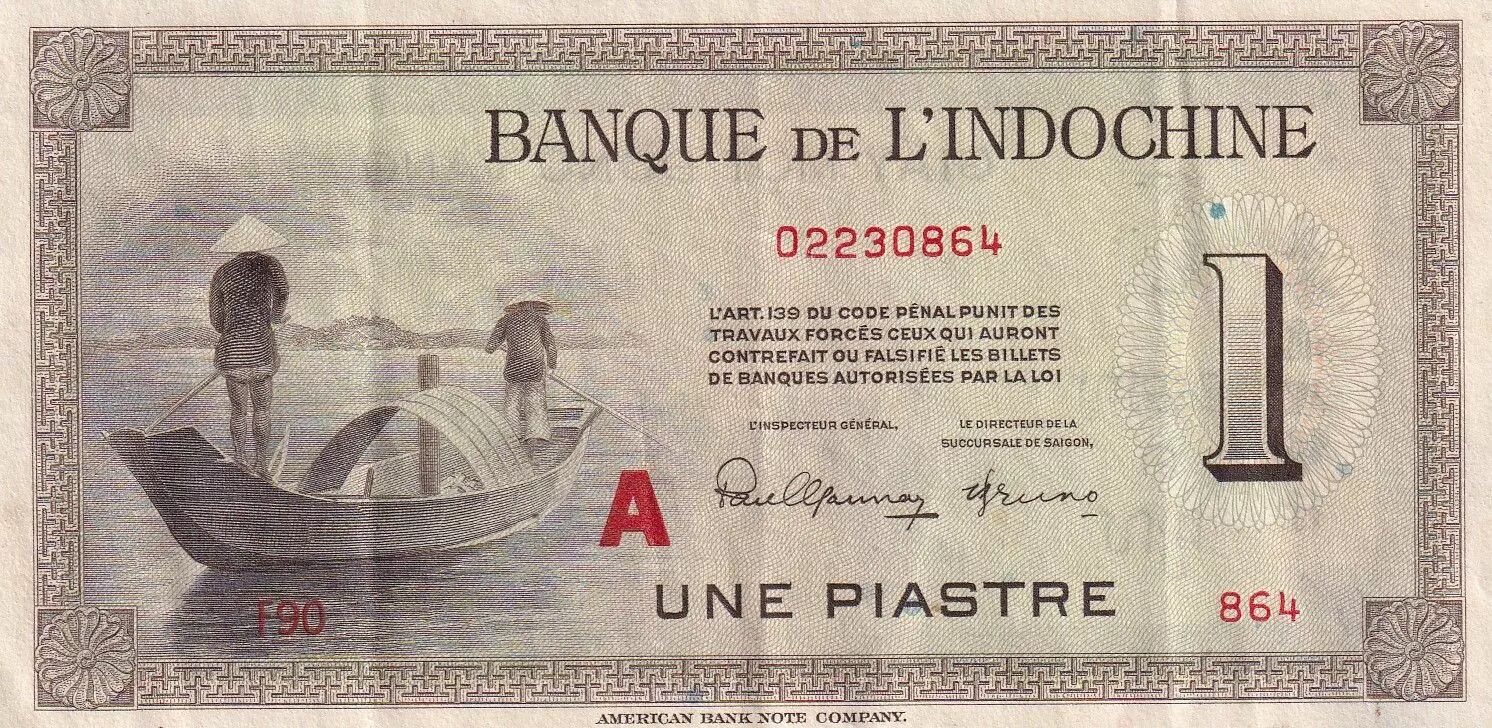 BANQUE DE L'INDOCHINE
02230864
L'ART. 139 DU CODE PÉNAL PUNIT DES
TRAVAUX FORCÉS CEUX QUI AURONT
CONTREFAIT OU FALSIFIÉ LES BILLETS
DE BANQUES AUTORISÉES PAR LA LOI
L'INSPECTEUR GÉNÉRAL,
LE DIRECTEUR DE LA
SUCCURSALE DE SAIGON,
1
A
UNE PIASTRE
F90
864
AMERICAN BANK NOTE COMPANY.